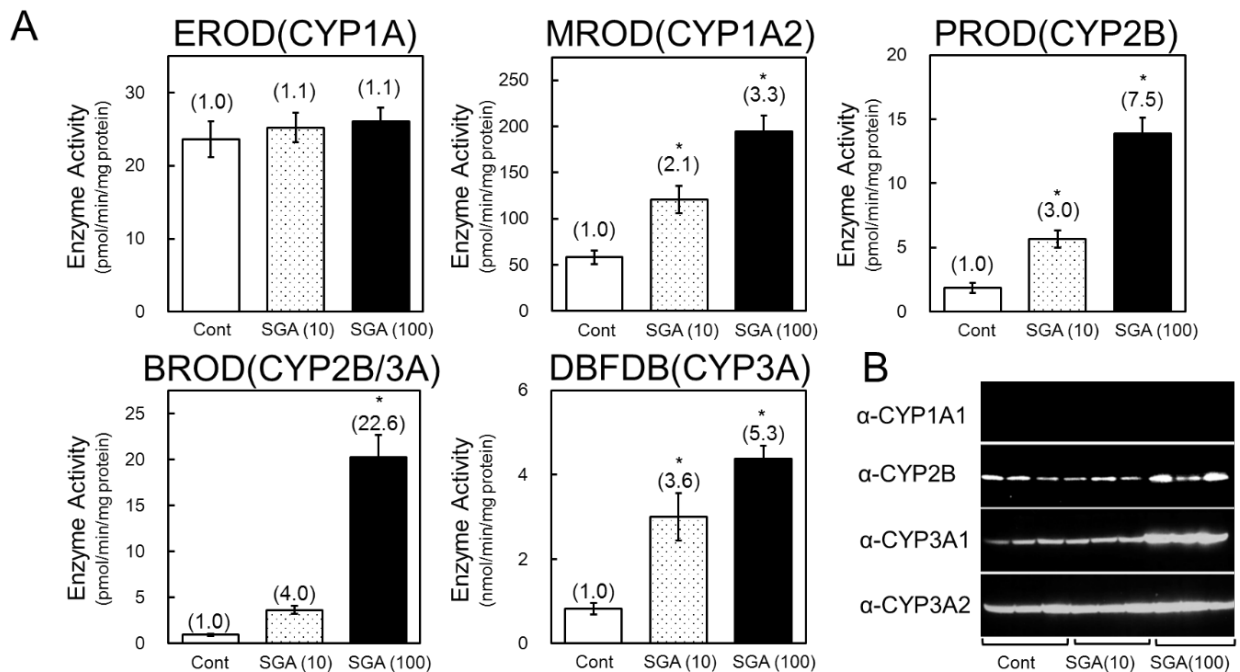 A
EROD(CYP1A)
Enzyme Activity
(pmol/min/mg protein)
30
20
10
0
(1.0)
(1.1)
(1.1)
Cont
SGA (10)
SGA (100)
MROD(CYP1A2)
Enzyme Activity
(pmol/min/mg protein)
250
200
150
100
50
0
(1.0)
*
(2.1)
*
(3.3)
Cont
SGA (10)
SGA (100)
PROD(CYP2B)
Enzyme Activity
(pmol/min/mg protein)
20
15
10
5
0
(1.0)
*
(3.0)
*
(7.5)
Cont
SGA (10)
SGA (100)
BROD(CYP2B/3A)
Enzyme Activity
(pmol/min/mg protein)
25
20
15
10
5
0
(1.0)
(4.0)
*
(22.6)
Cont
SGA (10)
SGA (100)
DBFDB(CYP3A)
Enzyme Activity
(nmol/min/mg protein)
6
4
2
0
(1.0)
*
(3.6)
*
(5.3)
Cont
SGA (10)
SGA (100)
B
α-CYP1A1
α-CYP2B
α-CYP3A1
α-CYP3A2
Cont
SGA(10)
SGA(100)